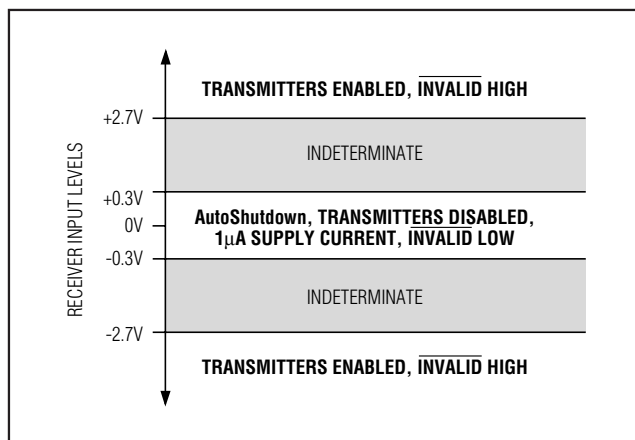 TRANSMITTERS ENABLED, INVALID HIGH
+2.7V
INDETERMINATE
+0.3V
AutoShutdown, TRANSMITTERS DISABLED,
0V
1µA SUPPLY CURRENT, INVALID LOW
-0.3V
INDETERMINATE
-2.7V
TRANSMITTERS ENABLED, INVALID HIGH
RECEIVER INPUT LEVELS